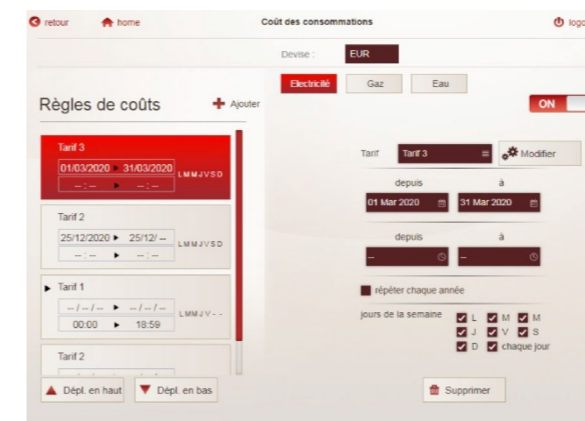 retour home Coût des consommations logo
Devise : EUR
Electricité Gaz Eau
Règles de coûts Ajouter
ON
Tarif 3
01/03/2020 31/03/2020
LMMJVSD
-- : -- -- : --
Tarif 2
25/12/2020 25/12/ --
LMMJVSD
-- : -- -- : --
Tarif 1
-- / -- / -- -- / -- / --
LMMJV--
00:00 18:59
Tarif 2
Dépl. en haut Dépl. en bas
Tarif Tarif 3 Modifier
depuis à
01 Mar 2020 31 Mar 2020
depuis à
-- --
répéter chaque année
jours de la semaine L M M
J V S
D chaque jour
Supprimer